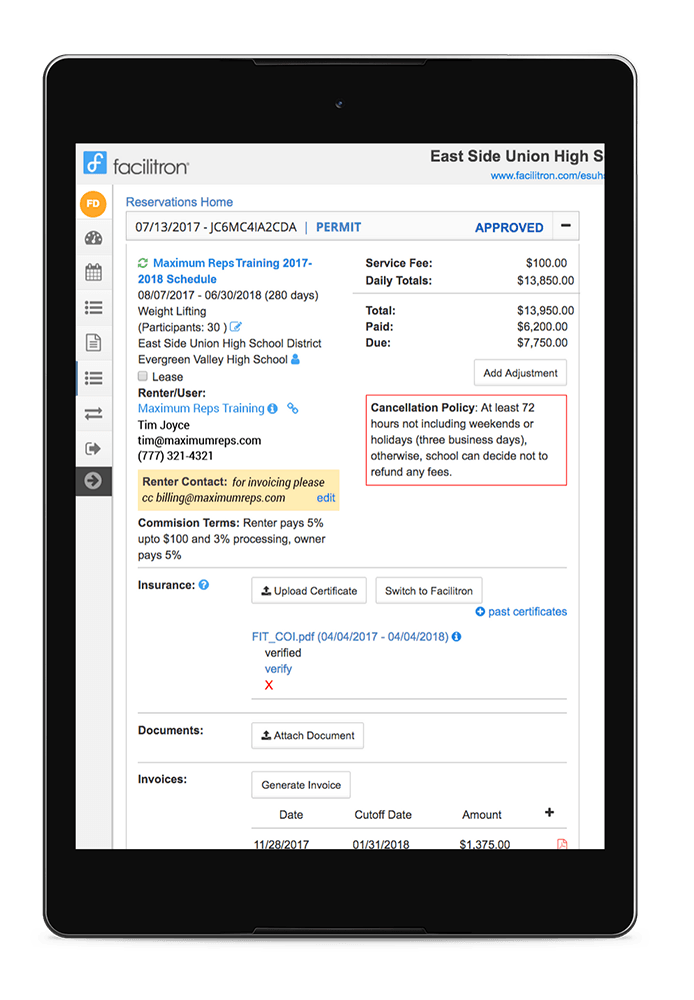 facilitron
East Side Union High S
www.facilitron.com/esuhs
FD
Reservations Home
07/13/2017 - JC6MC4IA2CDA | PERMIT
APPROVED
Maximum Reps Training 2017-
2018 Schedule
08/07/2017 - 06/30/2018 (280 days)
Weight Lifting
(Participants: 30 )
East Side Union High School District
Evergreen Valley High School
Lease
Renter/User:
Maximum Reps Training
Tim Joyce
tim@maximumreps.com
(777) 321-4321
Renter Contact: for invoicing please
cc billing@maximumreps.com edit
Commision Terms: Renter pays 5%
upto $100 and 3% processing, owner
pays 5%
Service Fee: $100.00
Daily Totals: $13,850.00
Total: $13,950.00
Paid: $6,200.00
Due: $7,750.00
Add Adjustment
Cancellation Policy: At least 72
hours not including weekends or
holidays (three business days),
otherwise, school can decide not to
refund any fees.
Insurance:
Upload Certificate
Switch to Facilitron
past certificates
FIT_COI.pdf (04/04/2017 - 04/04/2018)
verified
verify
X
Documents:
Attach Document
Invoices:
Generate Invoice
Date Cutoff Date Amount
11/28/2017 01/31/2018 $1,375.00